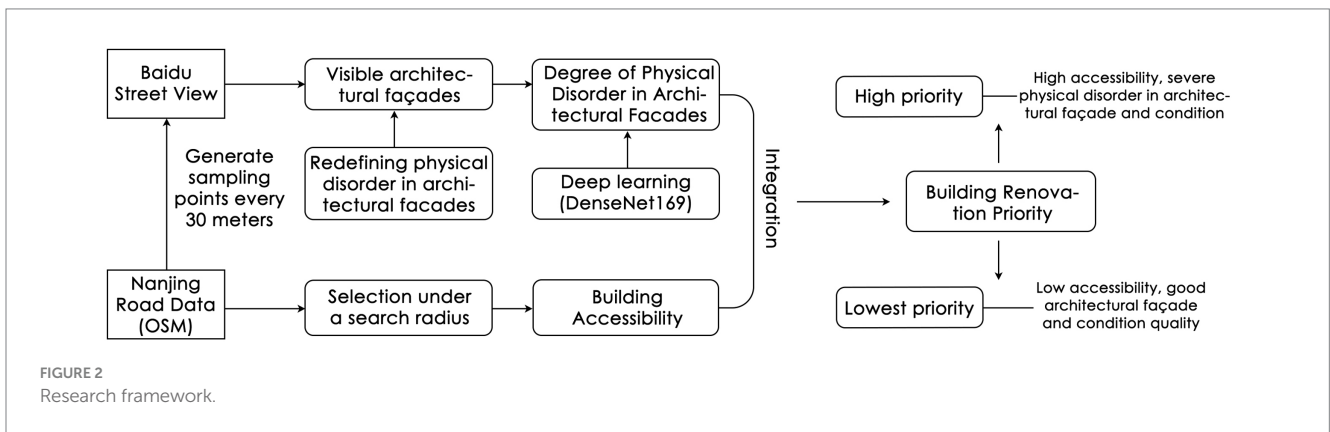 Baidu
Street View
Visible architec-
tural façades
Degree of Physical
Disorder in Archi-
tectural Facades
Generate
sampling
points every
30 meters
Redefining physical
disorder in archi-
tectural facades
Deep learning
(DenseNet169)
Nanjing
Road Data
(OSM)
Selection under
a search radius
Building
Accessibility
Integration
High priority
High accessibility, severe
physical disorder in architec-
tural façade and condition
Building Renova-
tion Priority
Lowest priority
Low accessibility, good
architectural façade
and condition quality
FIGURE 2
Research framework.